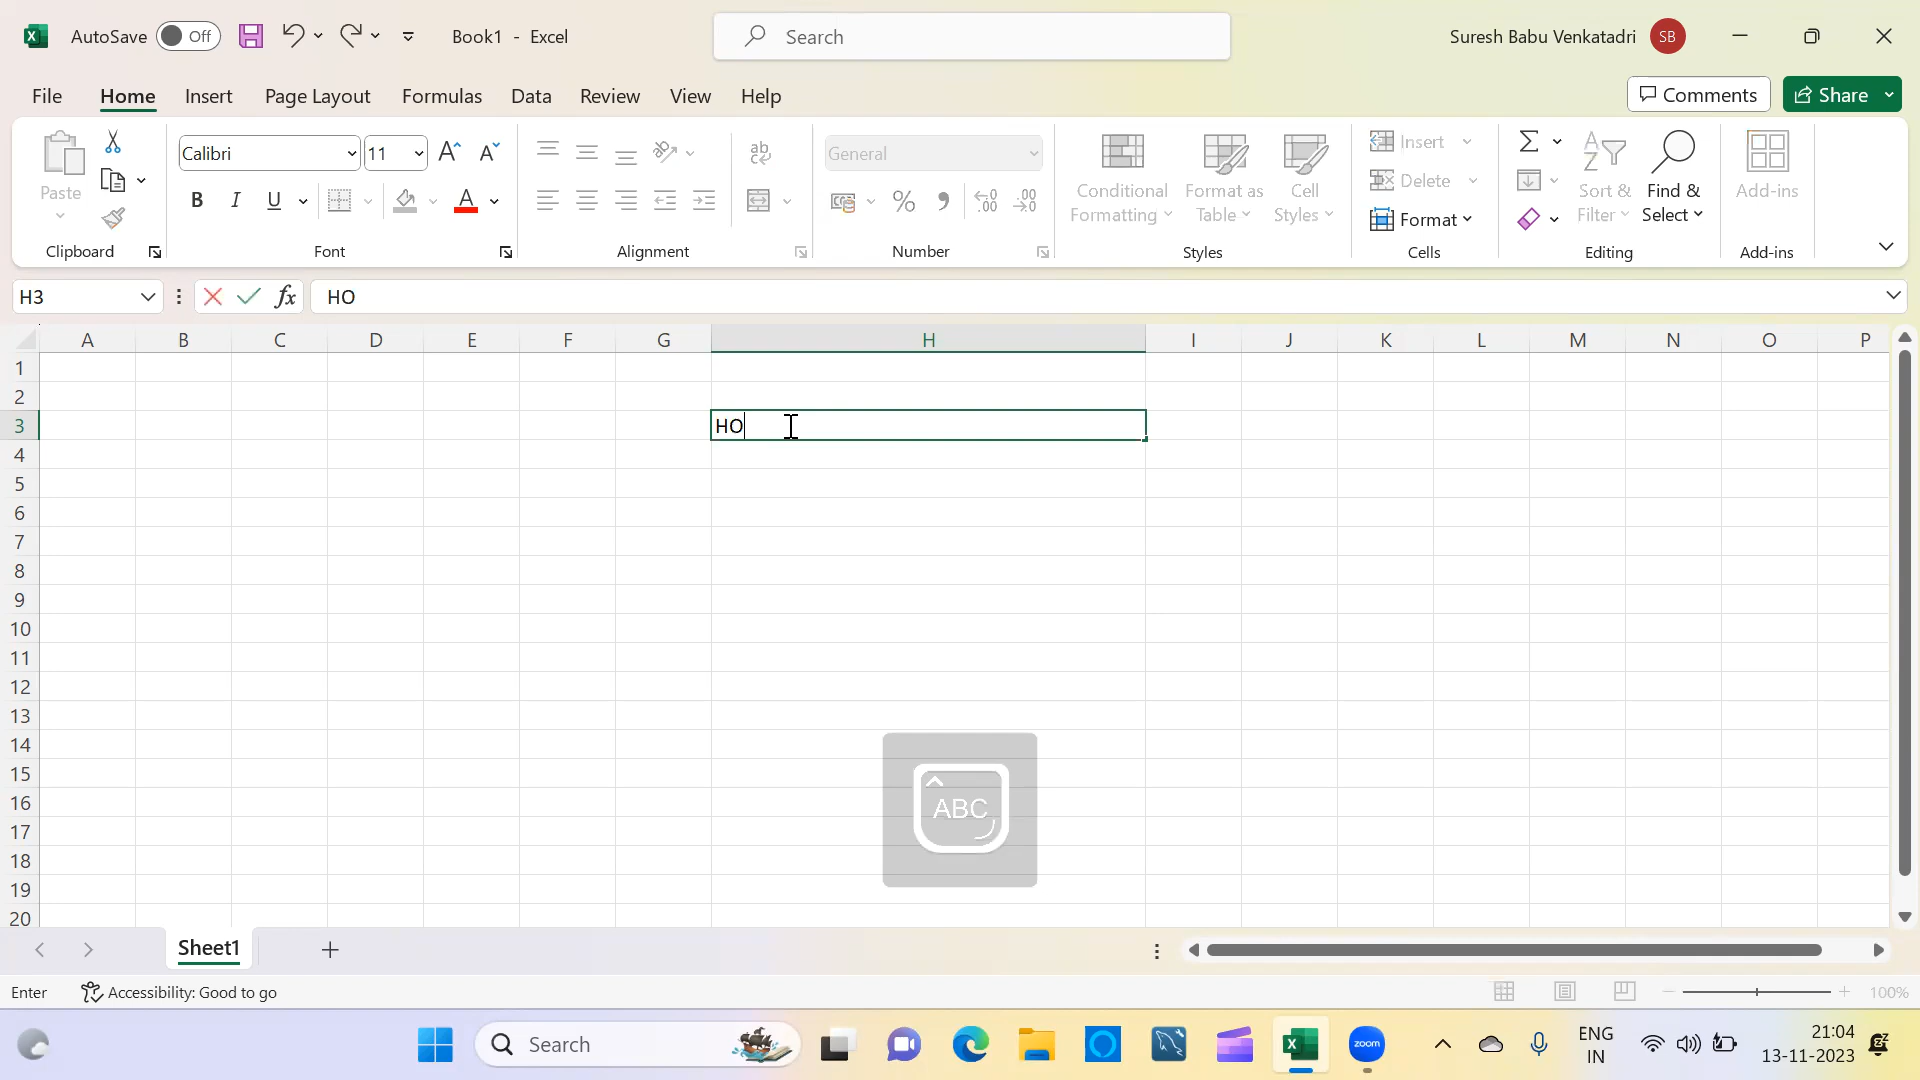 AutoSave Off Book1 - Excel Search Suresh Babu Venkatadri SB
File Home Insert Page Layout Formulas Data Review View Help Comments Share
Calibri 11 General Insert
Paste Conditional Formatting Format as Table Cell Styles Delete Sort & Filter Find & Select Add-ins
B I U A % Format
Clipboard Font Alignment Number Styles Cells Editing Add-ins
H3 fx HO
A B C D E F G H I J K L M N O P
1
2
3 HO
4
5
6
7
8
9
10
11
12
13
14
15
16 ABC
17
18
19
20
Sheet1
Enter Accessibility: Good to go 100%
Search zoom ENG IN 21:04 13-11-2023